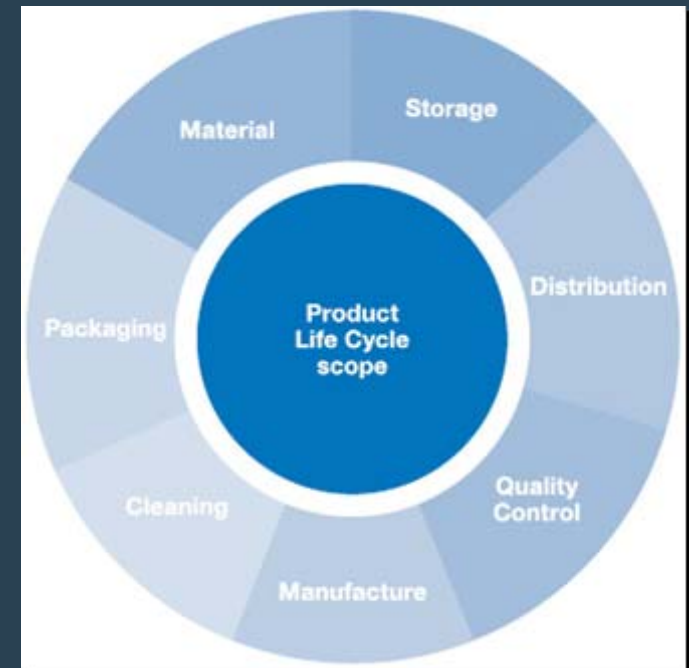 Storage
Material
Distribution
Product
Life Cycle
scope
Packaging
Quality
Control
Cleaning
Manufacture